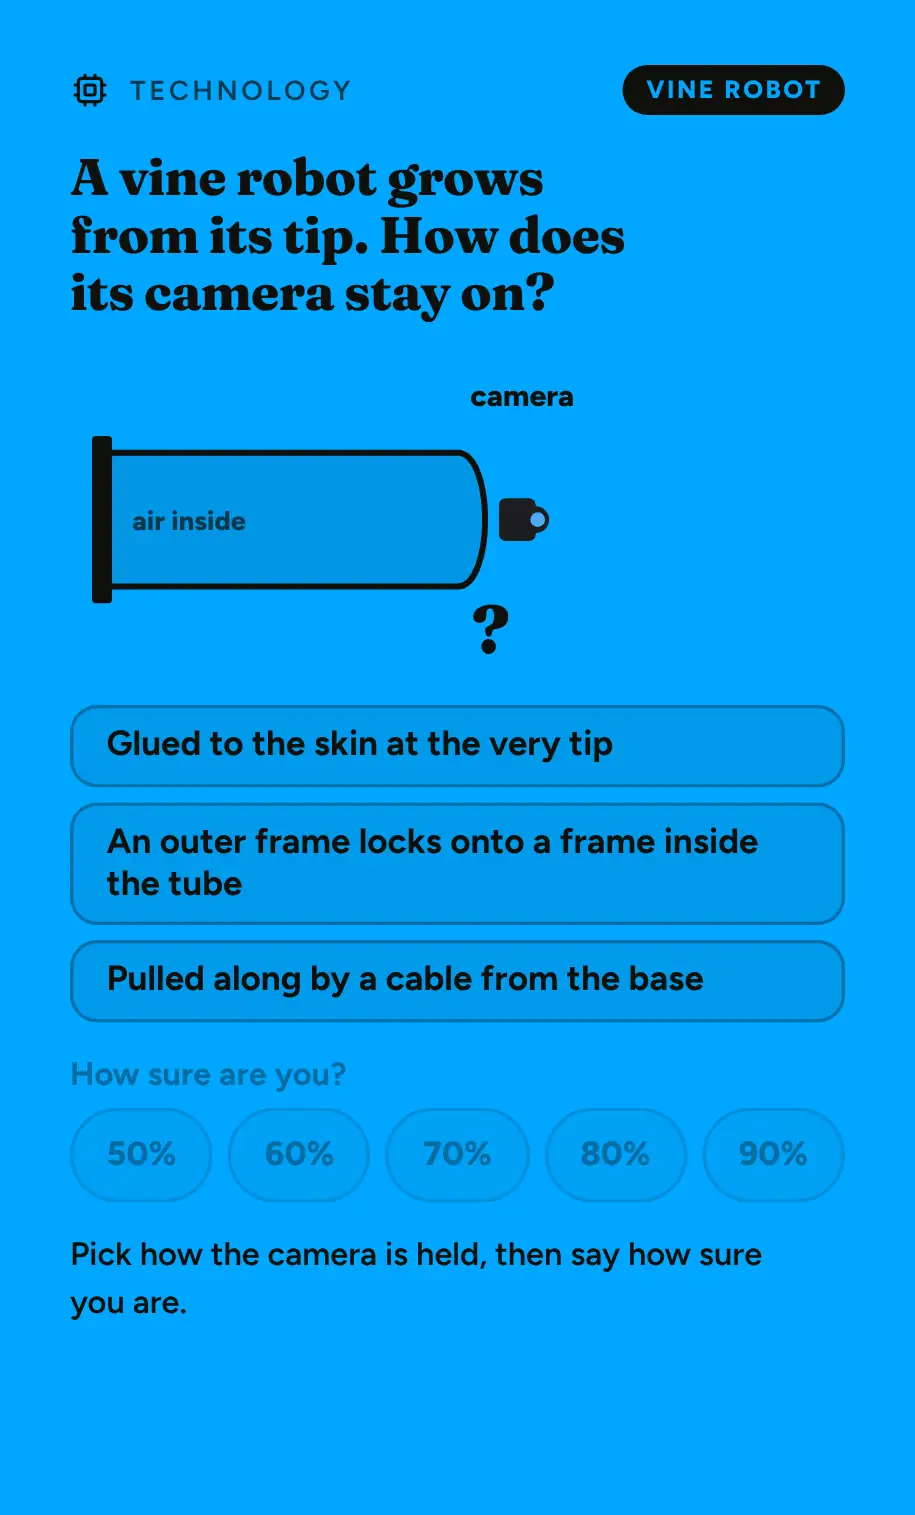 TECHNOLOGY
VINE ROBOT
A vine robot grows
from its tip. How does
its camera stay on?
camera
air inside
?
Glued to the skin at the very tip
An outer frame locks onto a frame inside
the tube
Pulled along by a cable from the base
How sure are you?
50% 60% 70% 80% 90%
Pick how the camera is held, then say how sure
you are.